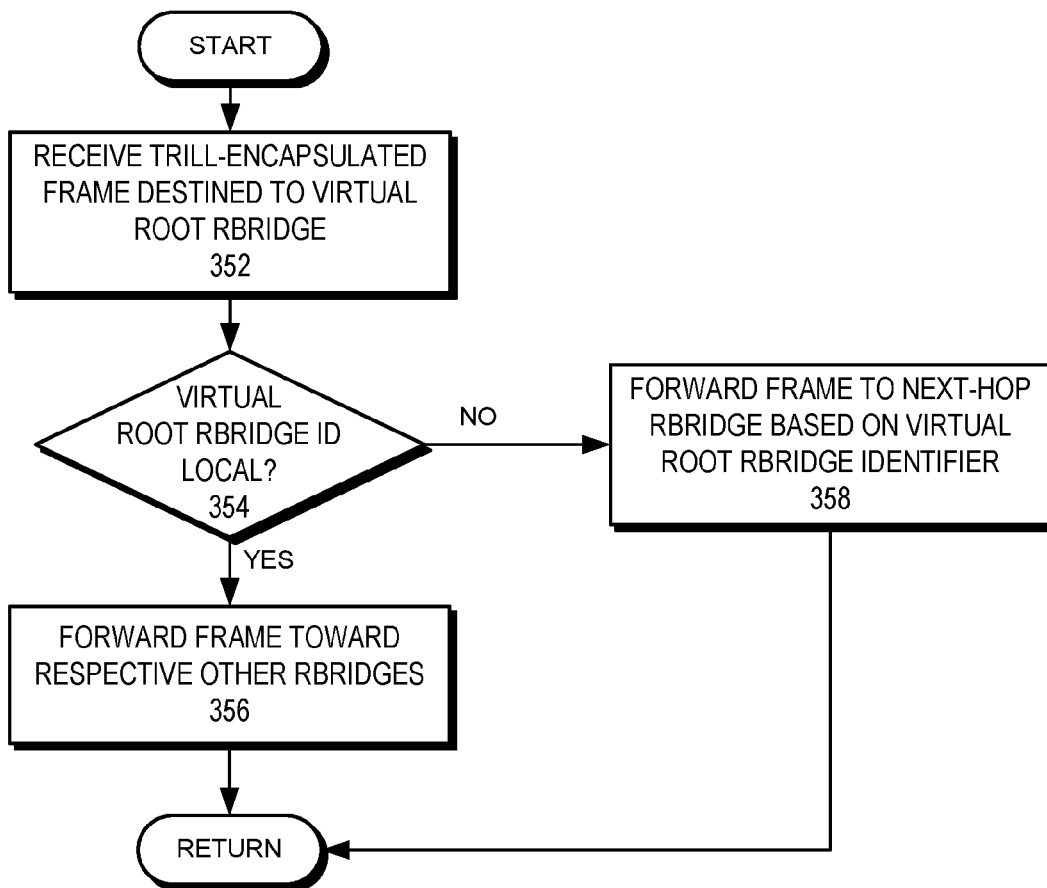 START
RECEIVE TRILL-ENCAPSULATED
FRAME DESTINED TO VIRTUAL
ROOT RBRIDGE
352
VIRTUAL
ROOT RBRIDGE ID
LOCAL?
354
NO
FORWARD FRAME TO NEXT-HOP
RBRIDGE BASED ON VIRTUAL
ROOT RBRIDGE IDENTIFIER
358
YES
FORWARD FRAME TOWARD
RESPECTIVE OTHER RBRIDGES
356
RETURN